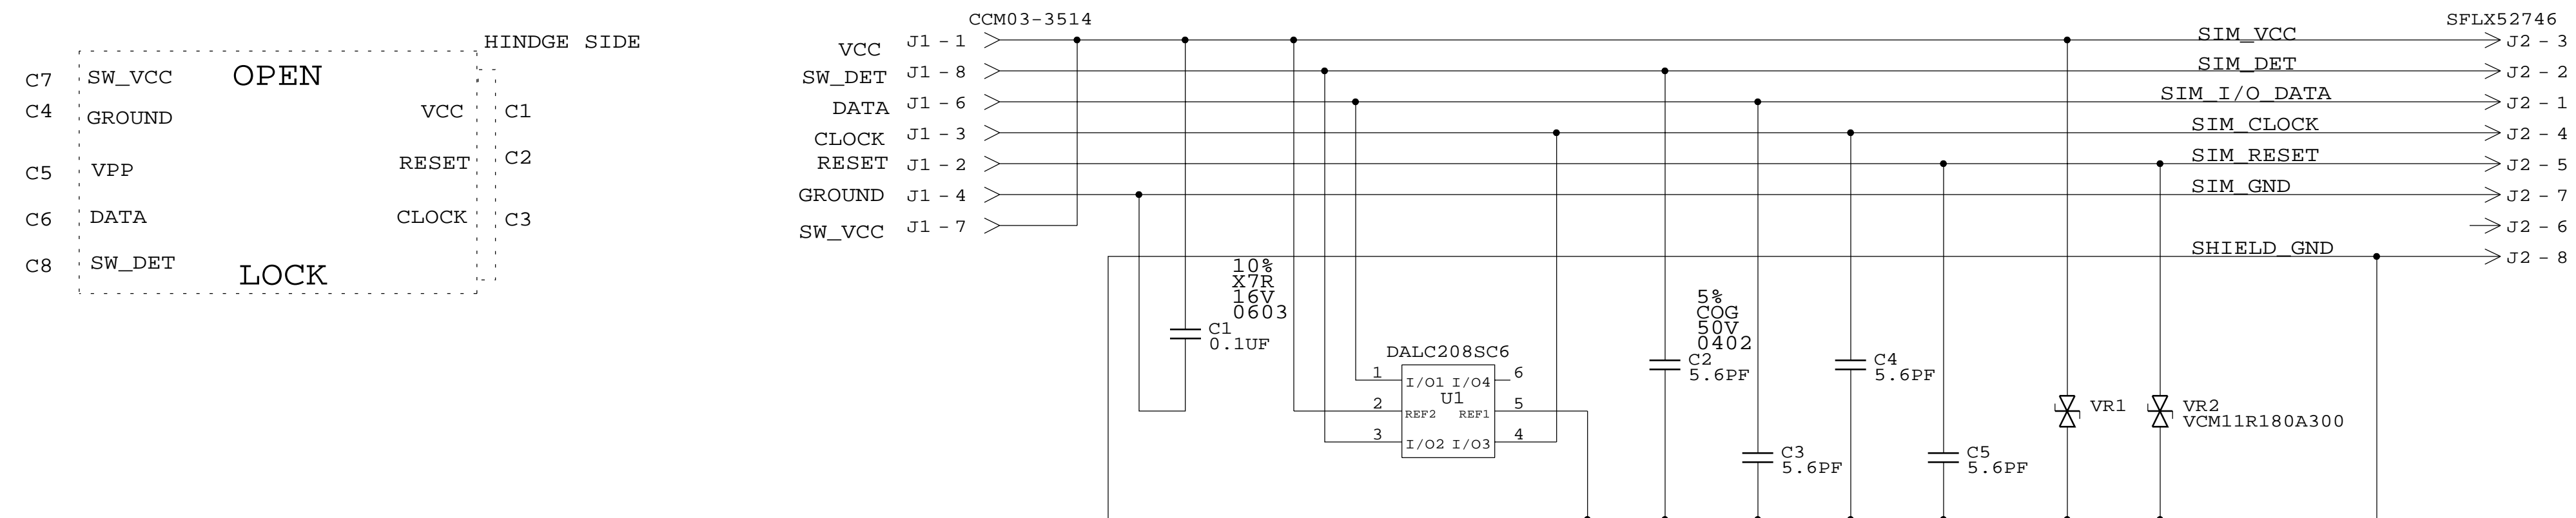 HINDGE SIDE
OPEN
C7 SW_VCC
C4 GROUND VCC C1
C5 VPP RESET C2
C6 DATA CLOCK C3
C8 SW_DET
LOCK
CCM03-3514 SFLX52746
VCC J1-1 SIM_VCC J2-3
SW_DET J1-8 SIM_DET J2-2
DATA J1-6 SIM_I/O_DATA J2-1
CLOCK J1-3 SIM_CLOCK J2-4
RESET J1-2 SIM_RESET J2-5
GROUND J1-4 SIM_GND J2-7
SW_VCC J1-7 J2-6
SHIELD_GND J2-8
10%
X7R
16V
0603
C1
0.1UF
DALC208SC6
1 I/O1 I/O4 6
U1
2 REF2 REF1 5
3 I/O2 I/O3 4
5%
COG
50V
0402
C2
5.6PF
C3
5.6PF
C4
5.6PF
C5
5.6PF
VR1
VR2
VCM11R180A300